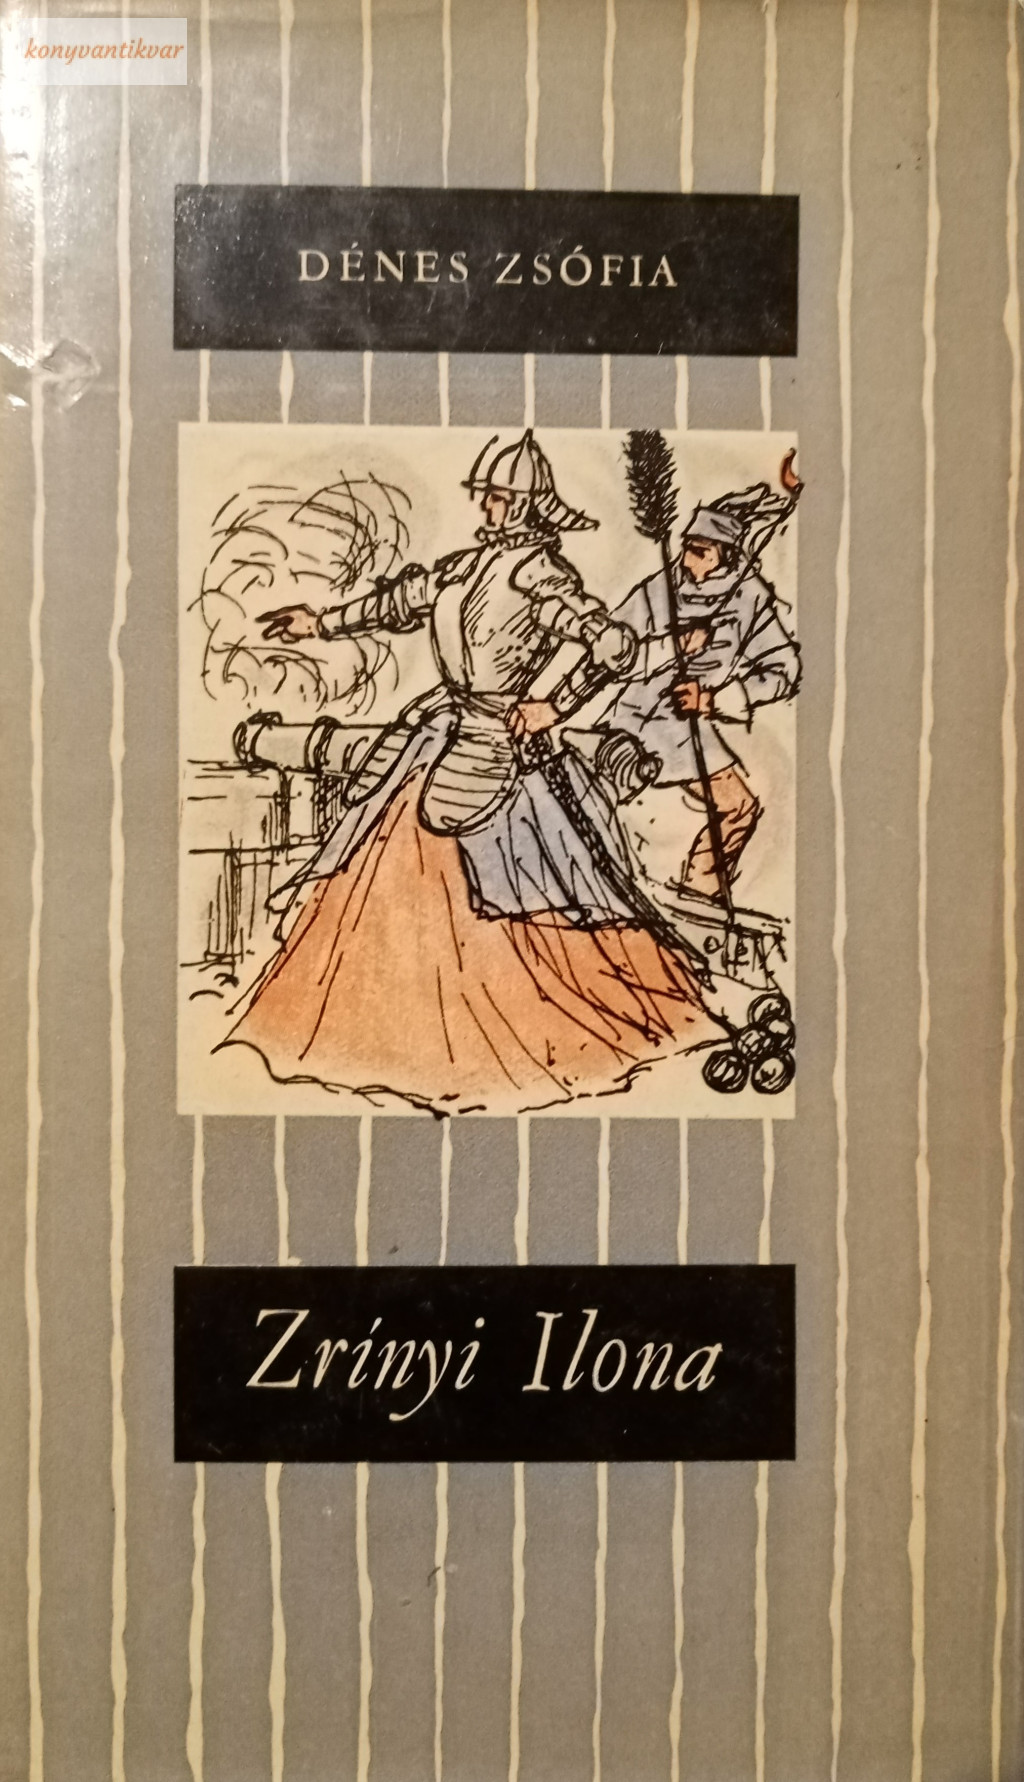 konyvantikvar
DÉNES ZSÓFIA
Zrínyi Ilona